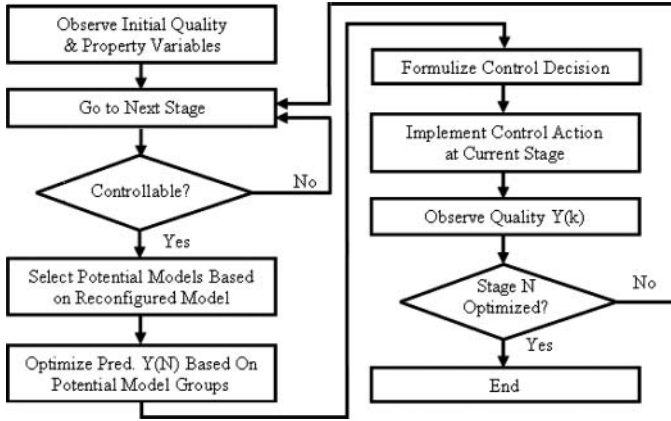 Observe Initial Quality
& Property Variables
Go to Next Stage
Controllable?
No
Yes
Select Potential Models Based
on Reconfigured Model
Optimize Pred. Y(N) Based On
Potential Model Groups
Formulize Control Decision
Implement Control Action
at Current Stage
Observe Quality Y(k)
Stage N
Optimized?
No
Yes
End